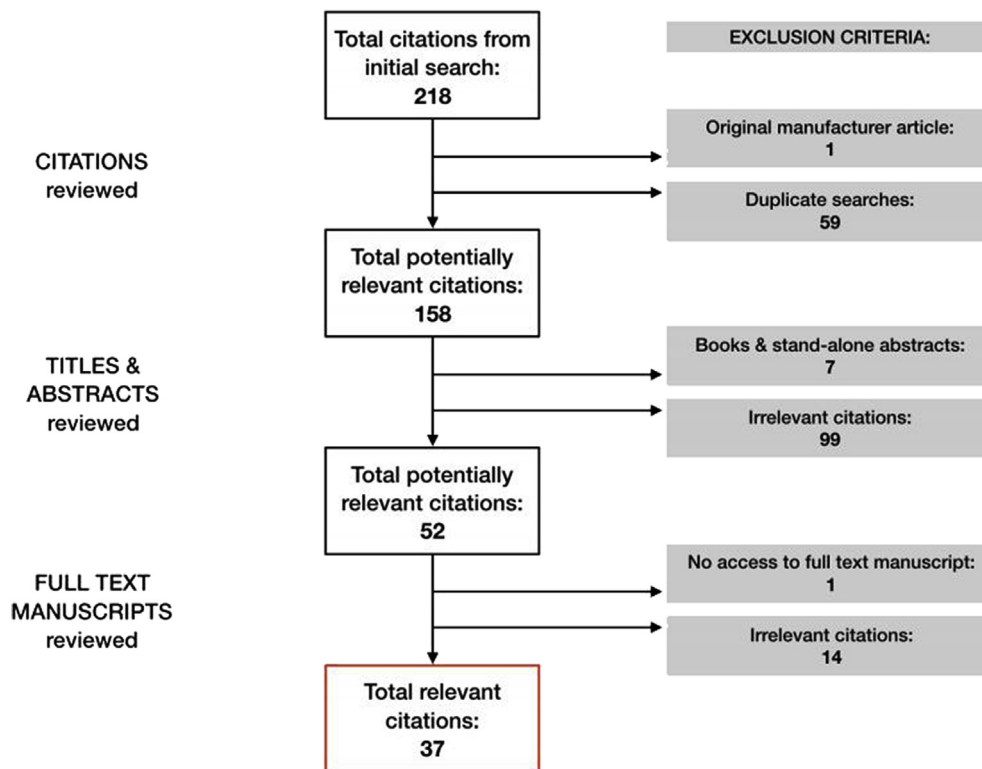 Total citations from
initial search:
218
EXCLUSION CRITERIA:
CITATIONS
reviewed
Original manufacturer article:
1
Duplicate searches:
59
Total potentially
relevant citations:
158
TITLES &
ABSTRACTS
reviewed
Books & stand-alone abstracts:
7
Irrelevant citations:
99
Total potentially
relevant citations:
52
FULL TEXT
MANUSCRIPTS
reviewed
No access to full text manuscript:
1
Irrelevant citations:
14
Total relevant
citations:
37